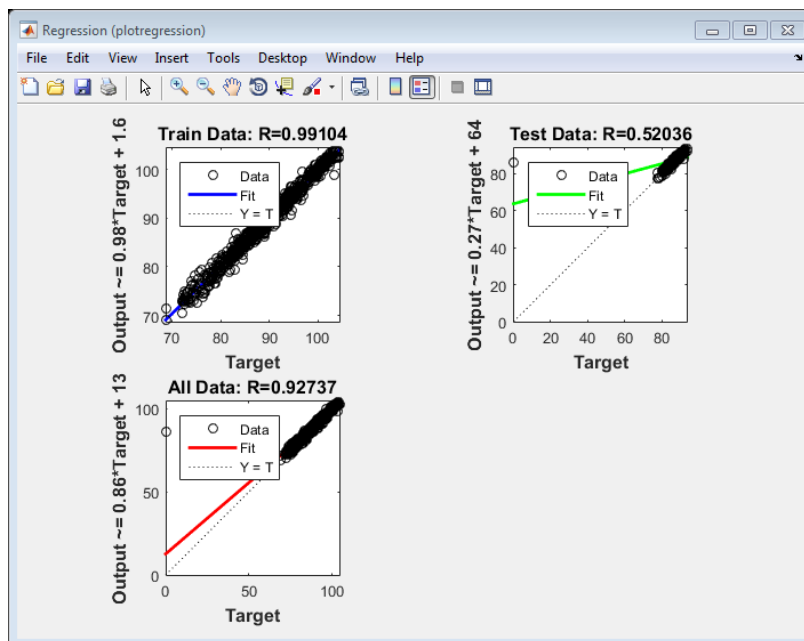 Regression (plotregression)
File Edit View Insert Tools Desktop Window Help
Train Data: R=0.99104
Output ~= 0.98*Target + 1.6
100
90
80
70
70 80 90 100
Target
Data
Fit
Y = T
Test Data: R=0.52036
Output ~= 0.27*Target + 64
80
60
40
20
0
0 20 40 60 80
Target
Data
Fit
Y = T
All Data: R=0.92737
Output ~= 0.86*Target + 13
100
50
0
0 50 100
Target
Data
Fit
Y = T